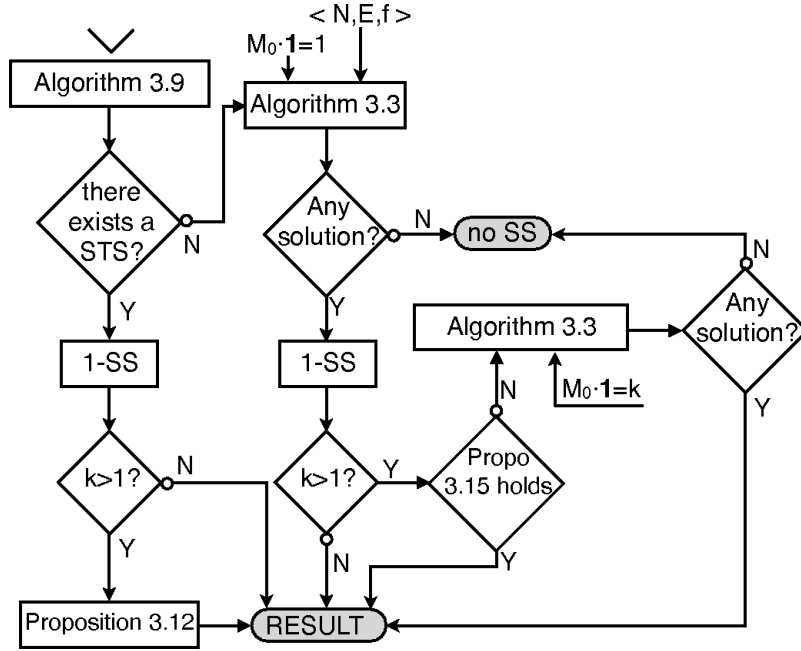 < N,E,f >
M₀·1=1
Algorithm 3.9
Algorithm 3.3
there
exists a
STS?
N
Y
Any
solution?
N
no SS
Y
N
Any
solution?
Y
Algorithm 3.3
M₀·1=k
N
1-SS
1-SS
k>1?
N
Y
k>1?
Y
N
Propo
3.15 holds
Y
Proposition 3.12
RESULT